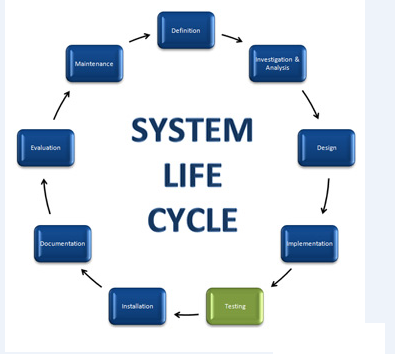 Definition
Investigation &
Analysis
Design
Implementation
Testing
Installation
Documentation
Evaluation
Maintenance
SYSTEM
LIFE
CYCLE